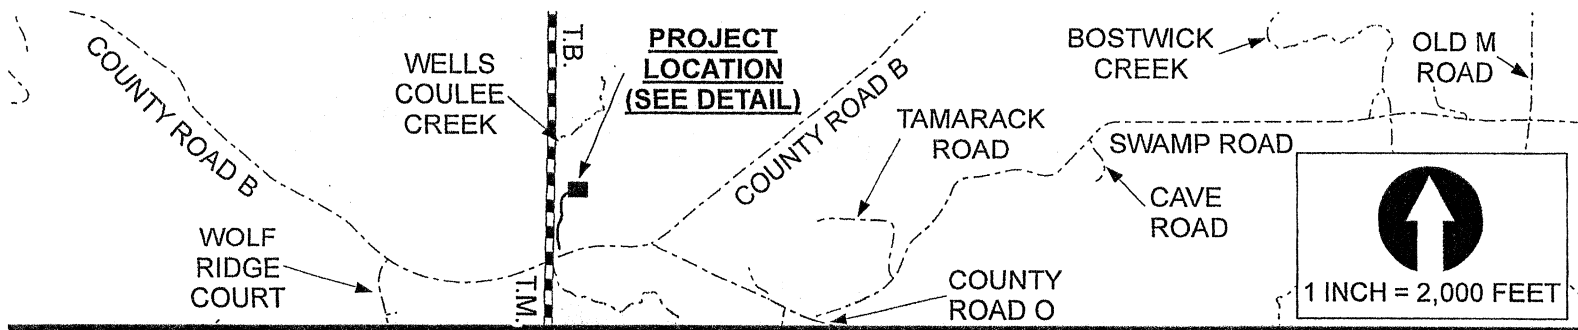 COUNTY ROAD B
WELLS
COULEE
CREEK
T.B.
PROJECT
LOCATION
(SEE DETAIL)
COUNTY ROAD B
TAMARACK
ROAD
BOSTWICK
CREEK
OLD M
ROAD
SWAMP ROAD
CAVE
ROAD
WOLF
RIDGE
COURT
T.M.
COUNTY
ROAD O
1 INCH = 2,000 FEET